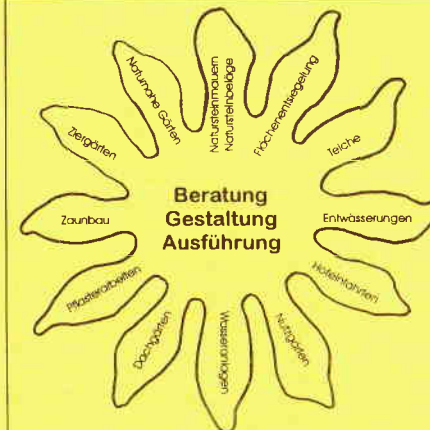 Naturnahe Gärten
Natursteinmauern
Natursteinbeläge
Flächenentsiegelung
Teiche
Entwässerungen
Hofeinfahrten
Nutzgärten
Wasseranlagen
Dachgärten
Pflasterarbeiten
Zaunbau
Ziergärten
Beratung
Gestaltung
Ausführung